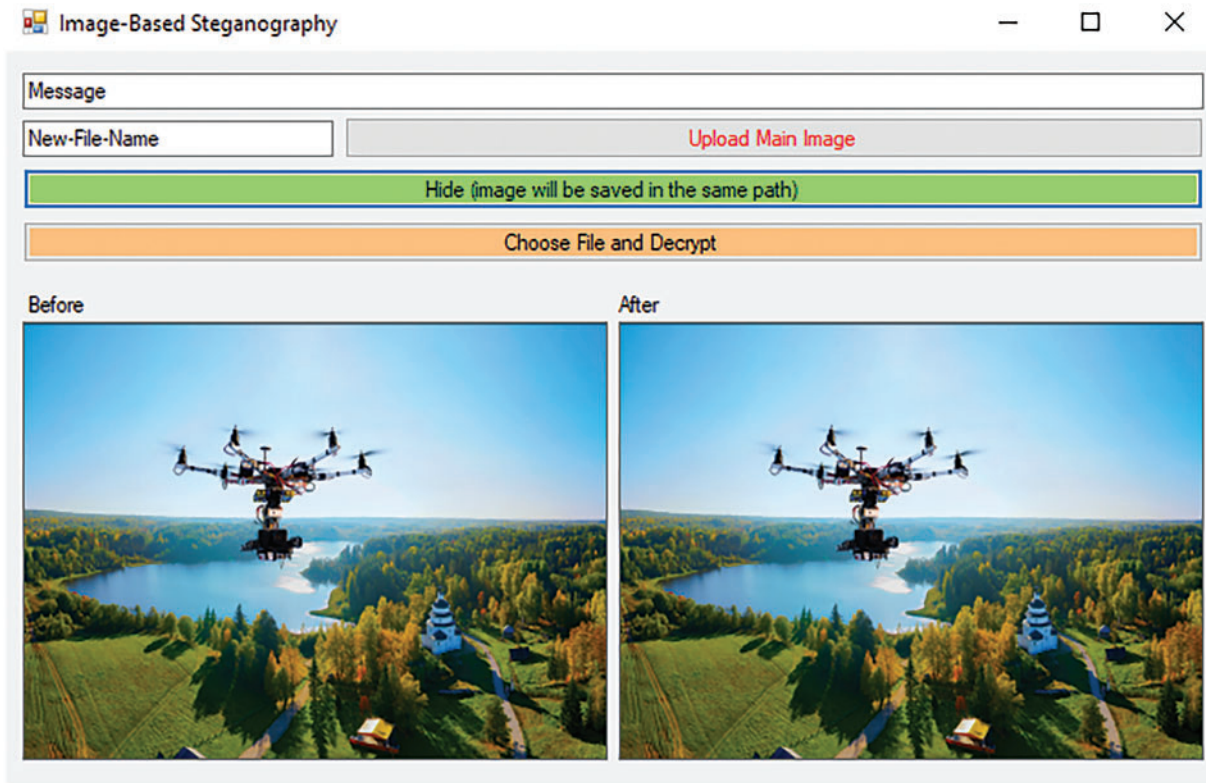 Image-Based Steganography
Message
New-File-Name Upload Main Image
Hide (image will be saved in the same path)
Choose File and Decrypt
Before After